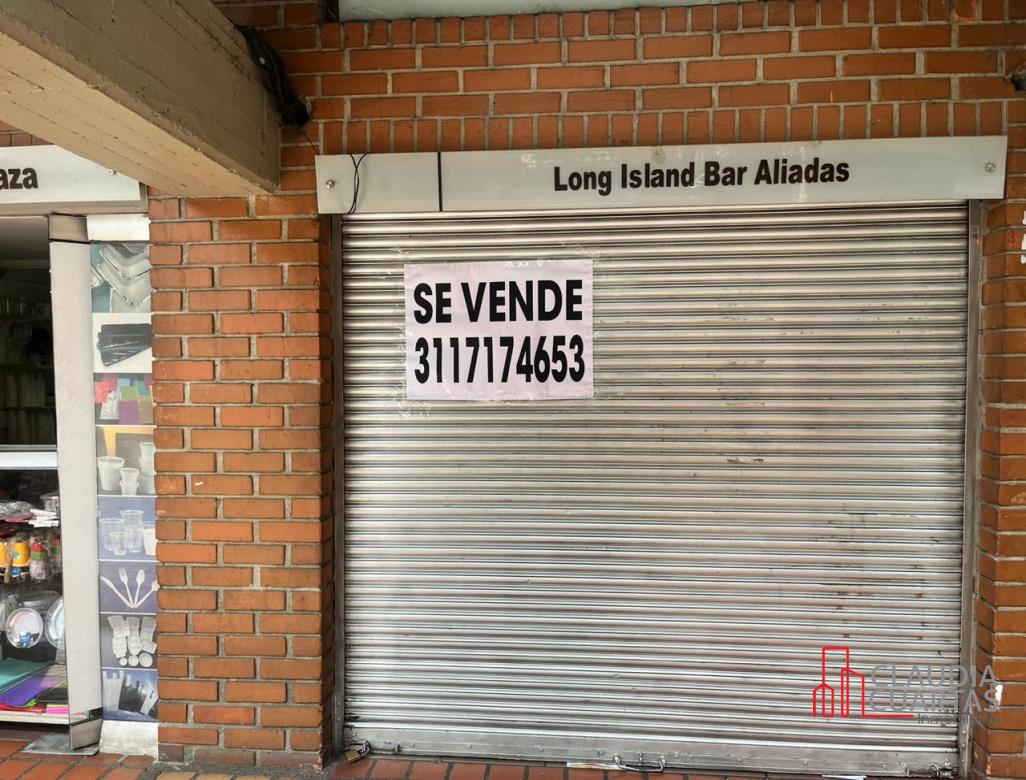 aza
Long Island Bar Aliadas
SE VENDE
3117174653
CLAUDIA
CUARTAS